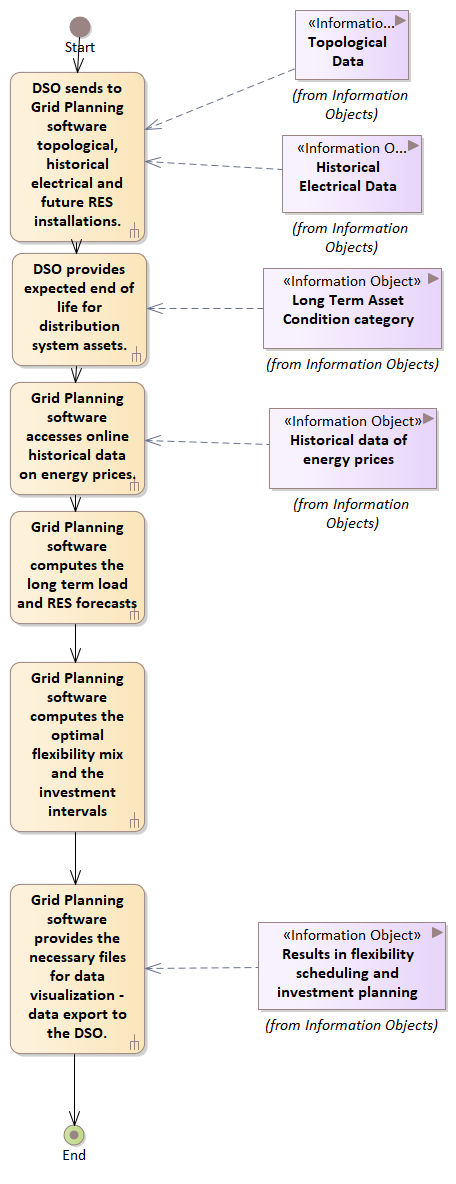 Start
«Informatio...
Topological
Data
(from Information
Objects)
DSO sends to
Grid Planning
software
topological,
historical
electrical and
future RES
installations.
«Information O...
Historical
Electrical Data
(from Information
Objects)
DSO provides
expected end of
life for
distribution
system assets.
«Information Object»
Long Term Asset
Condition category
(from Information Objects)
Grid Planning
software
accesses online
historical data
on energy prices.
«Information Object»
Historical data of
energy prices
(from Information
Objects)
Grid Planning
software
computes the
long term load
and RES forecasts
Grid Planning
software
computes the
optimal
flexibility mix
and the
investment
intervals
Grid Planning
software
provides the
necessary files
for data
visualization -
data export to
the DSO.
«Information Object»
Results in flexibility
scheduling and
investment planning
(from Information Objects)
End